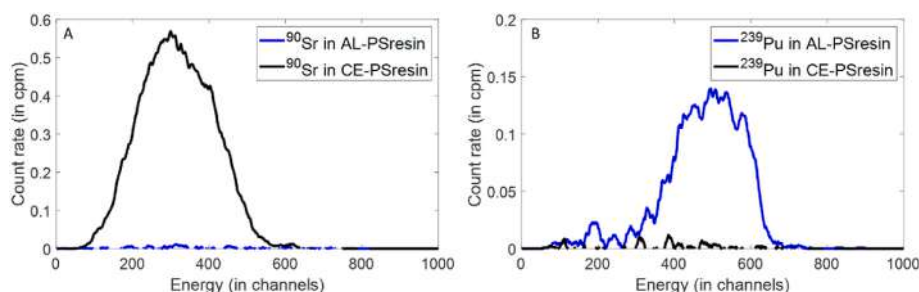 A
⁹⁰Sr in AL-PSresin
⁹⁰Sr in CE-PSresin
Count rate (in cpm)
0.6
0.5
0.4
0.3
0.2
0.1
0
0 200 400 600 800 1000
Energy (in channels)
B
²³⁹Pu in AL-PSresin
²³⁹Pu in CE-PSresin
Count rate (in cpm)
0.15
0.1
0.05
0
0 200 400 600 800 1000
Energy (in channels)